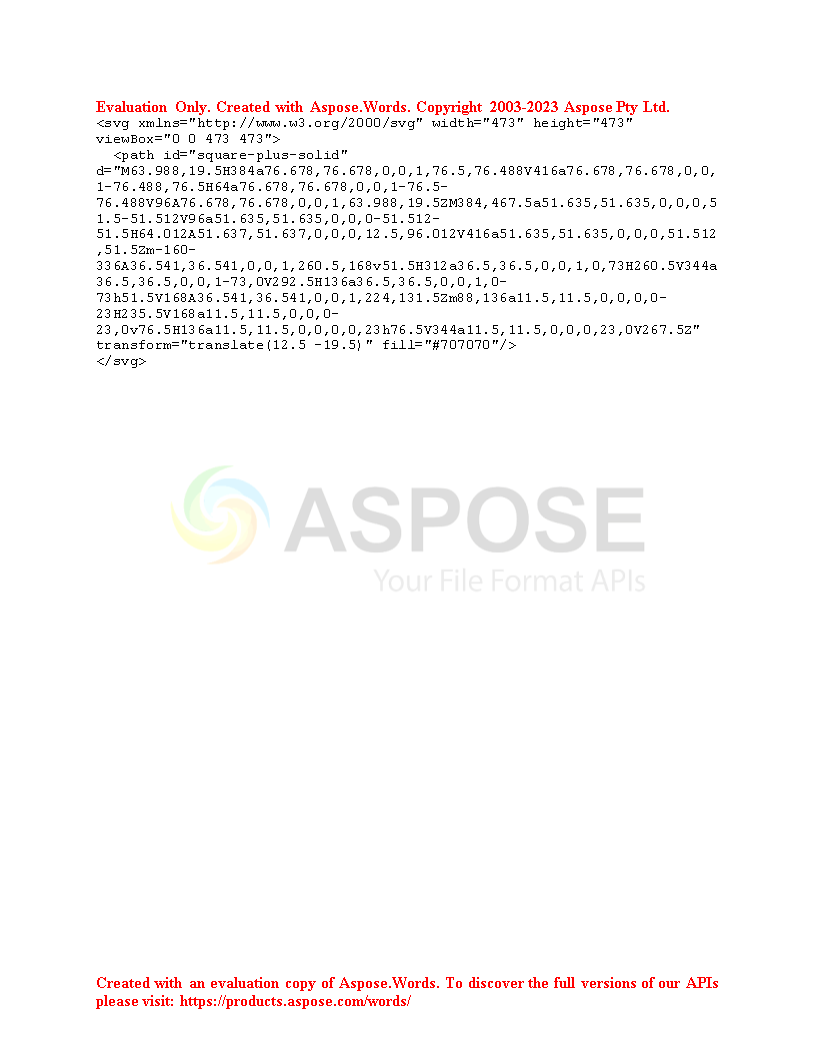 Evaluation Only. Created with Aspose.Words. Copyright 2003-2023 Aspose Pty Ltd.
<svg xmlns="http://www.w3.org/2000/svg" width="473" height="473"
viewBox="0 0 473 473">
  <path id="square-plus-solid"
d="M63.988,19.5H384a76.678,76.678,0,0,1,76.5,76.488V416a76.678,76.678,0,0,
1-76.488,76.5H64a76.678,76.678,0,0,1-76.5-
76.488V96A76.678,76.678,0,0,1,63.988,19.5ZM384,467.5a51.635,51.635,0,0,0,5
1.5-51.512V96a51.635,51.635,0,0,0-51.512-
51.5H64.012A51.637,51.637,0,0,0,12.5,96.012V416a51.635,51.635,0,0,0,51.512
,51.5Zm-160-
336A36.541,36.541,0,0,1,260.5,168v51.5H312a36.5,36.5,0,0,1,0,73H260.5V344a
36.5,36.5,0,0,1-73,0V292.5H136a36.5,36.5,0,0,1,0-
73h51.5V168A36.541,36.541,0,0,1,224,131.5Zm88,136a11.5,11.5,0,0,0,0-
23H235.5V168a11.5,11.5,0,0,0-
23,0v76.5H136a11.5,11.5,0,0,0,0,23h76.5V344a11.5,11.5,0,0,0,23,0V267.5Z"
transform="translate(12.5 -19.5)" fill="#707070"/>
</svg>
ASPOSE
Your File Format APIs
Created with an evaluation copy of Aspose.Words. To discover the full versions of our APIs
please visit: https://products.aspose.com/words/